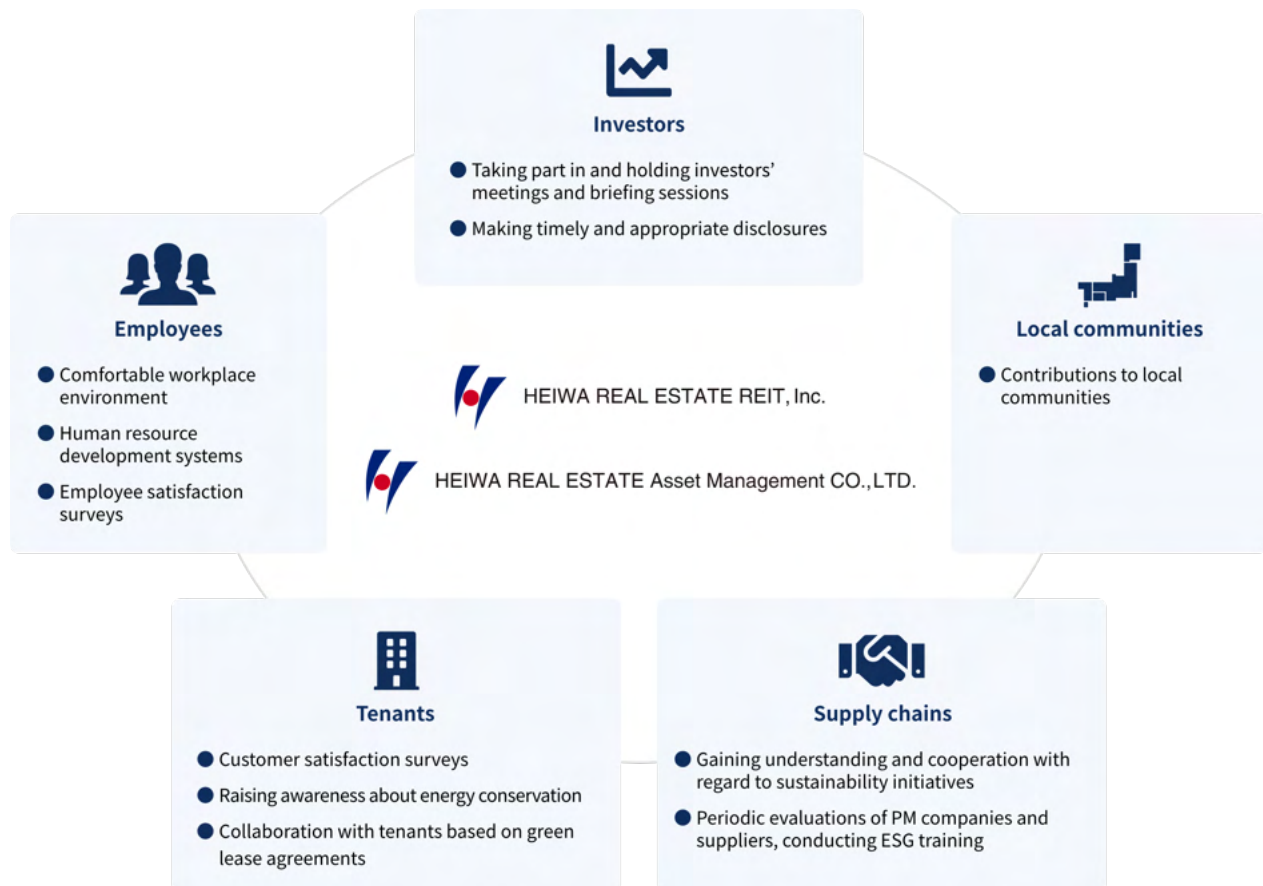 Investors
● Taking part in and holding investors’
meetings and briefing sessions
● Making timely and appropriate disclosures
Employees
● Comfortable workplace
environment
● Human resource
development systems
● Employee satisfaction
surveys
HEIWA REAL ESTATE REIT, Inc.
HEIWA REAL ESTATE Asset Management CO.,LTD.
Local communities
● Contributions to local
communities
Tenants
● Customer satisfaction surveys
● Raising awareness about energy conservation
● Collaboration with tenants based on green
lease agreements
Supply chains
● Gaining understanding and cooperation with
regard to sustainability initiatives
● Periodic evaluations of PM companies and
suppliers, conducting ESG training